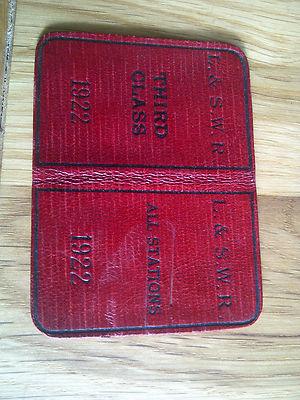 L. & S. W. R.
THIRD
CLASS
1922
L. & S. W. R
ALL STATIONS
1922